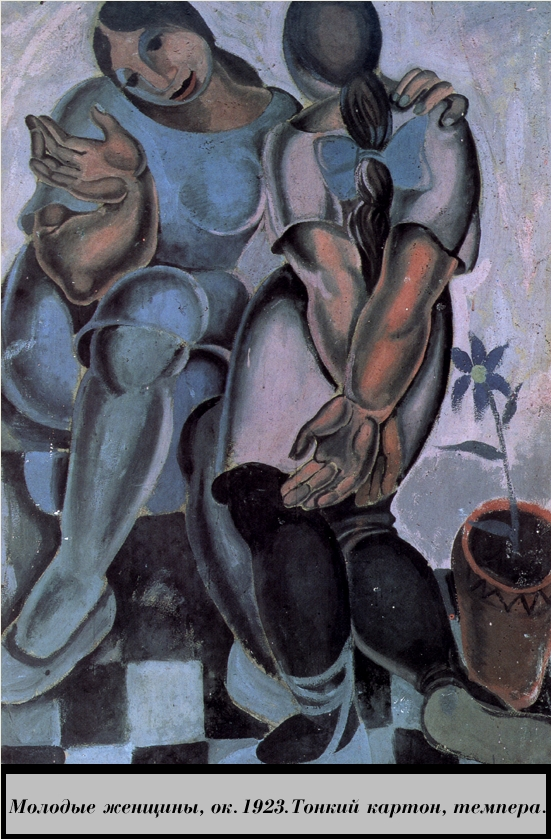 Молодые женщины, ок. 1923.Тонкий картон, темпера.